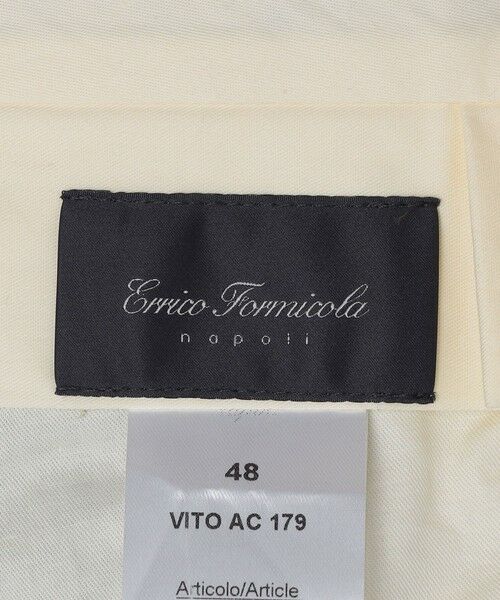 Errico Formicola
napoli
48
VITO AC 179
Articolo/Article